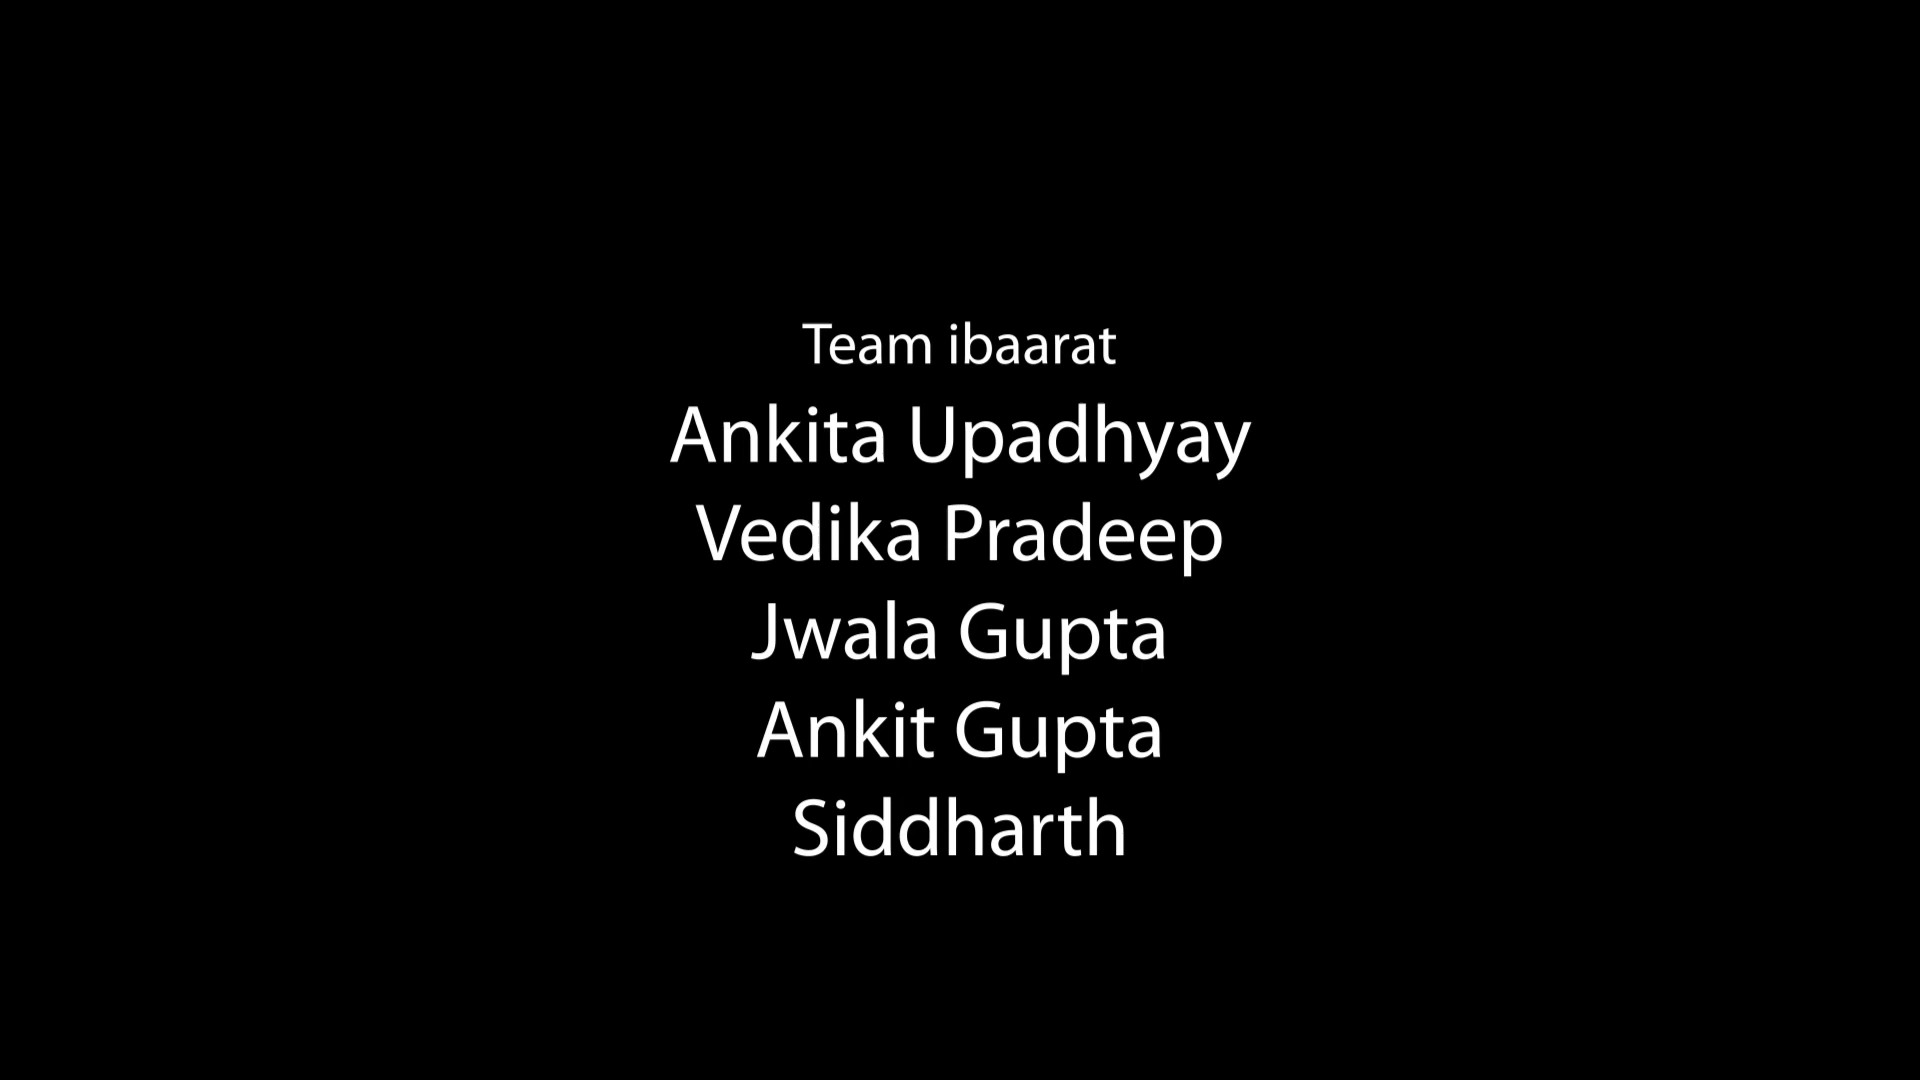 Team ibaarat
Ankita Upadhyay
Vedika Pradeep
Jwala Gupta
Ankit Gupta
Siddharth